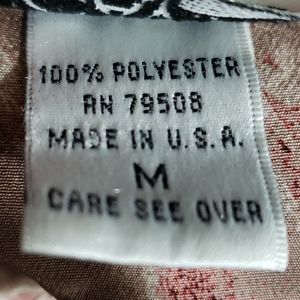 100% POLYESTER
RN 79508
MADE IN U.S.A.
M
CARE SEE OVER